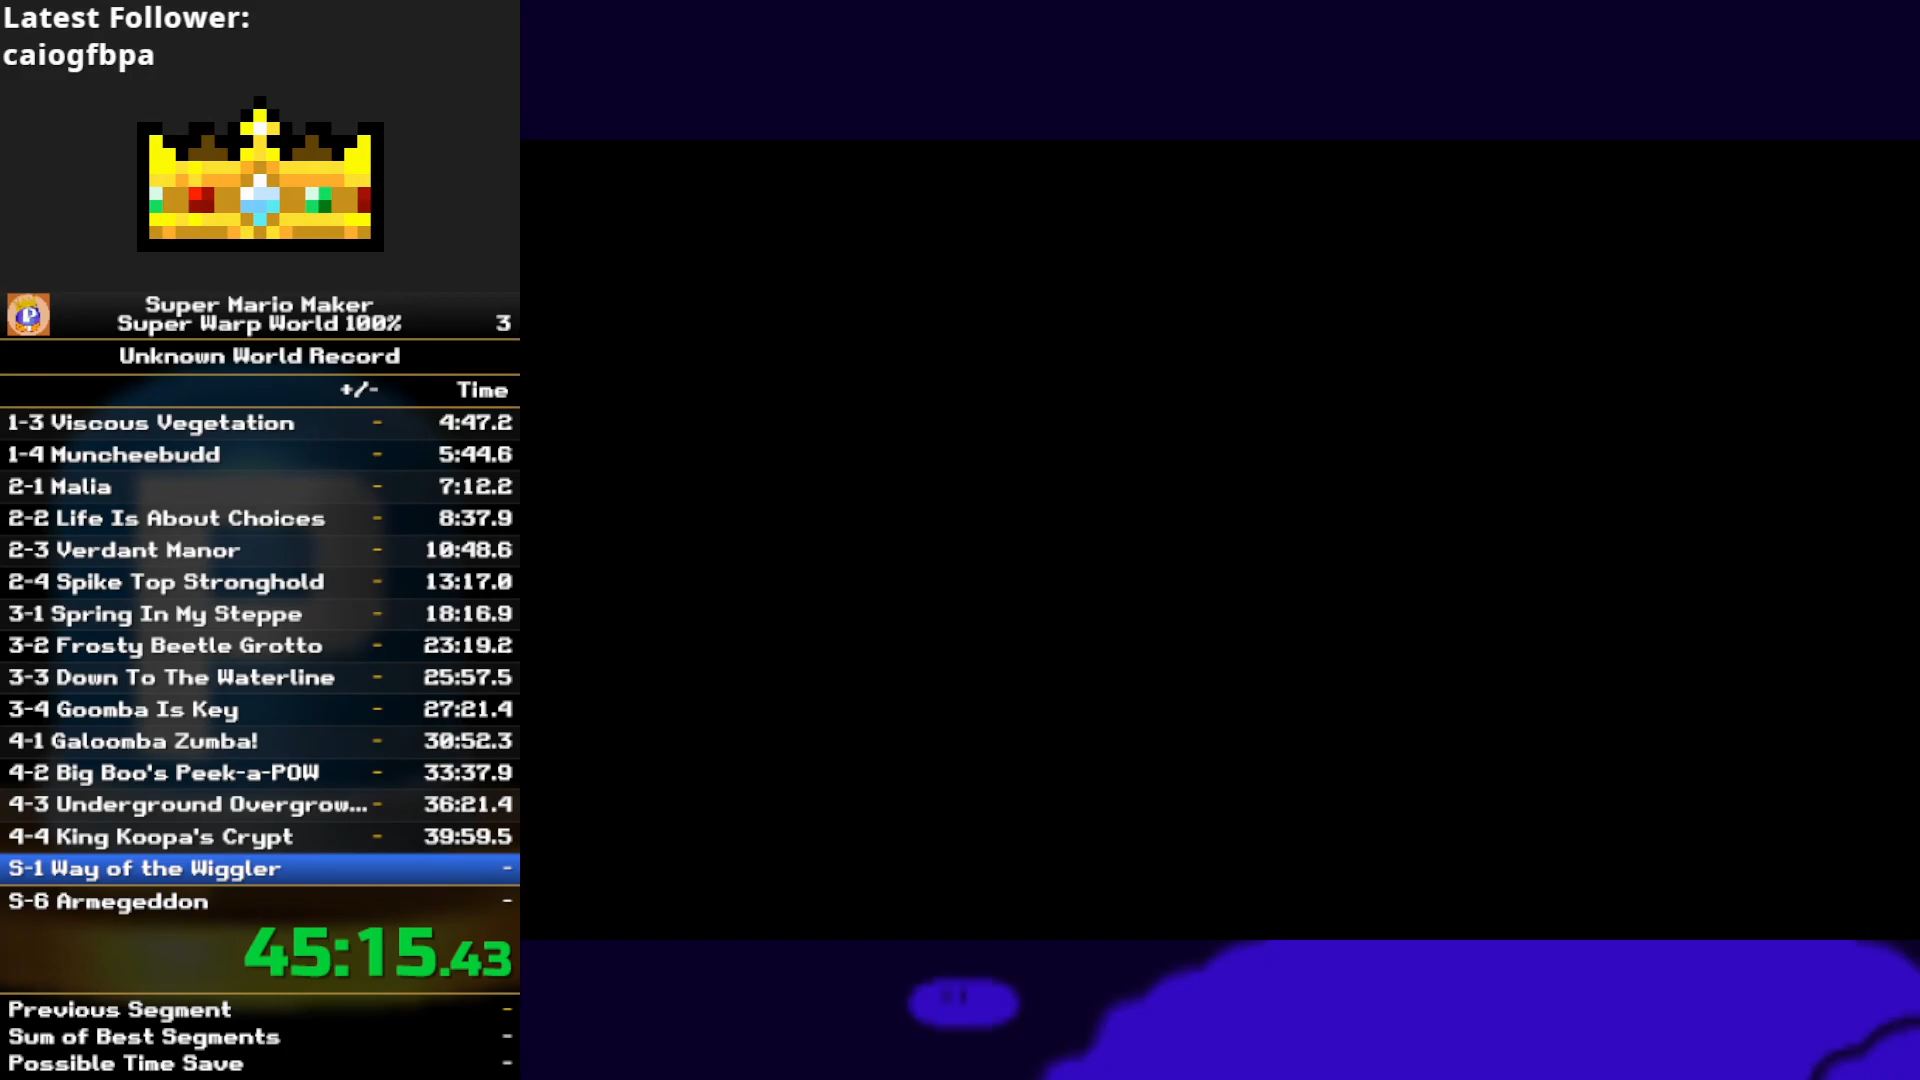 Latest Follower:
caiogfbpa
Super Mario Maker
Super Warp World 100% 3
Unknown World Record
+/- Time
1-3 Viscous Vegetation - 4:47.2
1-4 Muncheebudd - 5:44.6
2-1 Malia - 7:12.2
2-2 Life Is About Choices - 8:37.9
2-3 Verdant Manor - 10:48.6
2-4 Spike Top Stronghold - 13:17.0
3-1 Spring In My Steppe - 18:16.9
3-2 Frosty Beetle Grotto - 23:19.2
3-3 Down To The Waterline - 25:57.5
3-4 Goomba Is Key - 27:21.4
4-1 Galoomba Zumba! - 30:52.3
4-2 Big Boo's Peek-a-POW - 33:37.9
4-3 Underground Overgrow... - 36:21.4
4-4 King Koopa's Crypt - 39:59.5
S-1 Way of the Wiggler -
S-6 Armegeddon -
45:15.43
Previous Segment -
Sum of Best Segments -
Possible Time Save -